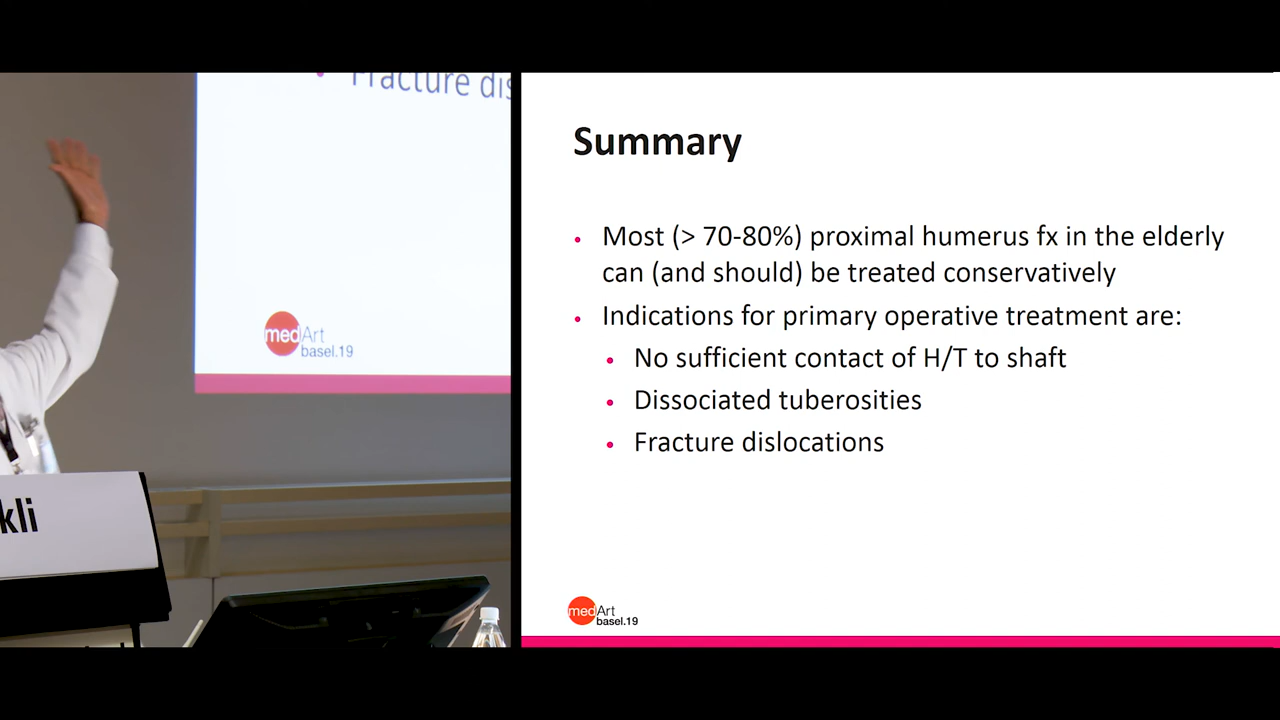 Fracture dis
medArt
basel.19
kli
Summary
• Most (> 70-80%) proximal humerus fx in the elderly
can (and should) be treated conservatively
• Indications for primary operative treatment are:
• No sufficient contact of H/T to shaft
• Dissociated tuberosities
• Fracture dislocations
medArt
basel.19